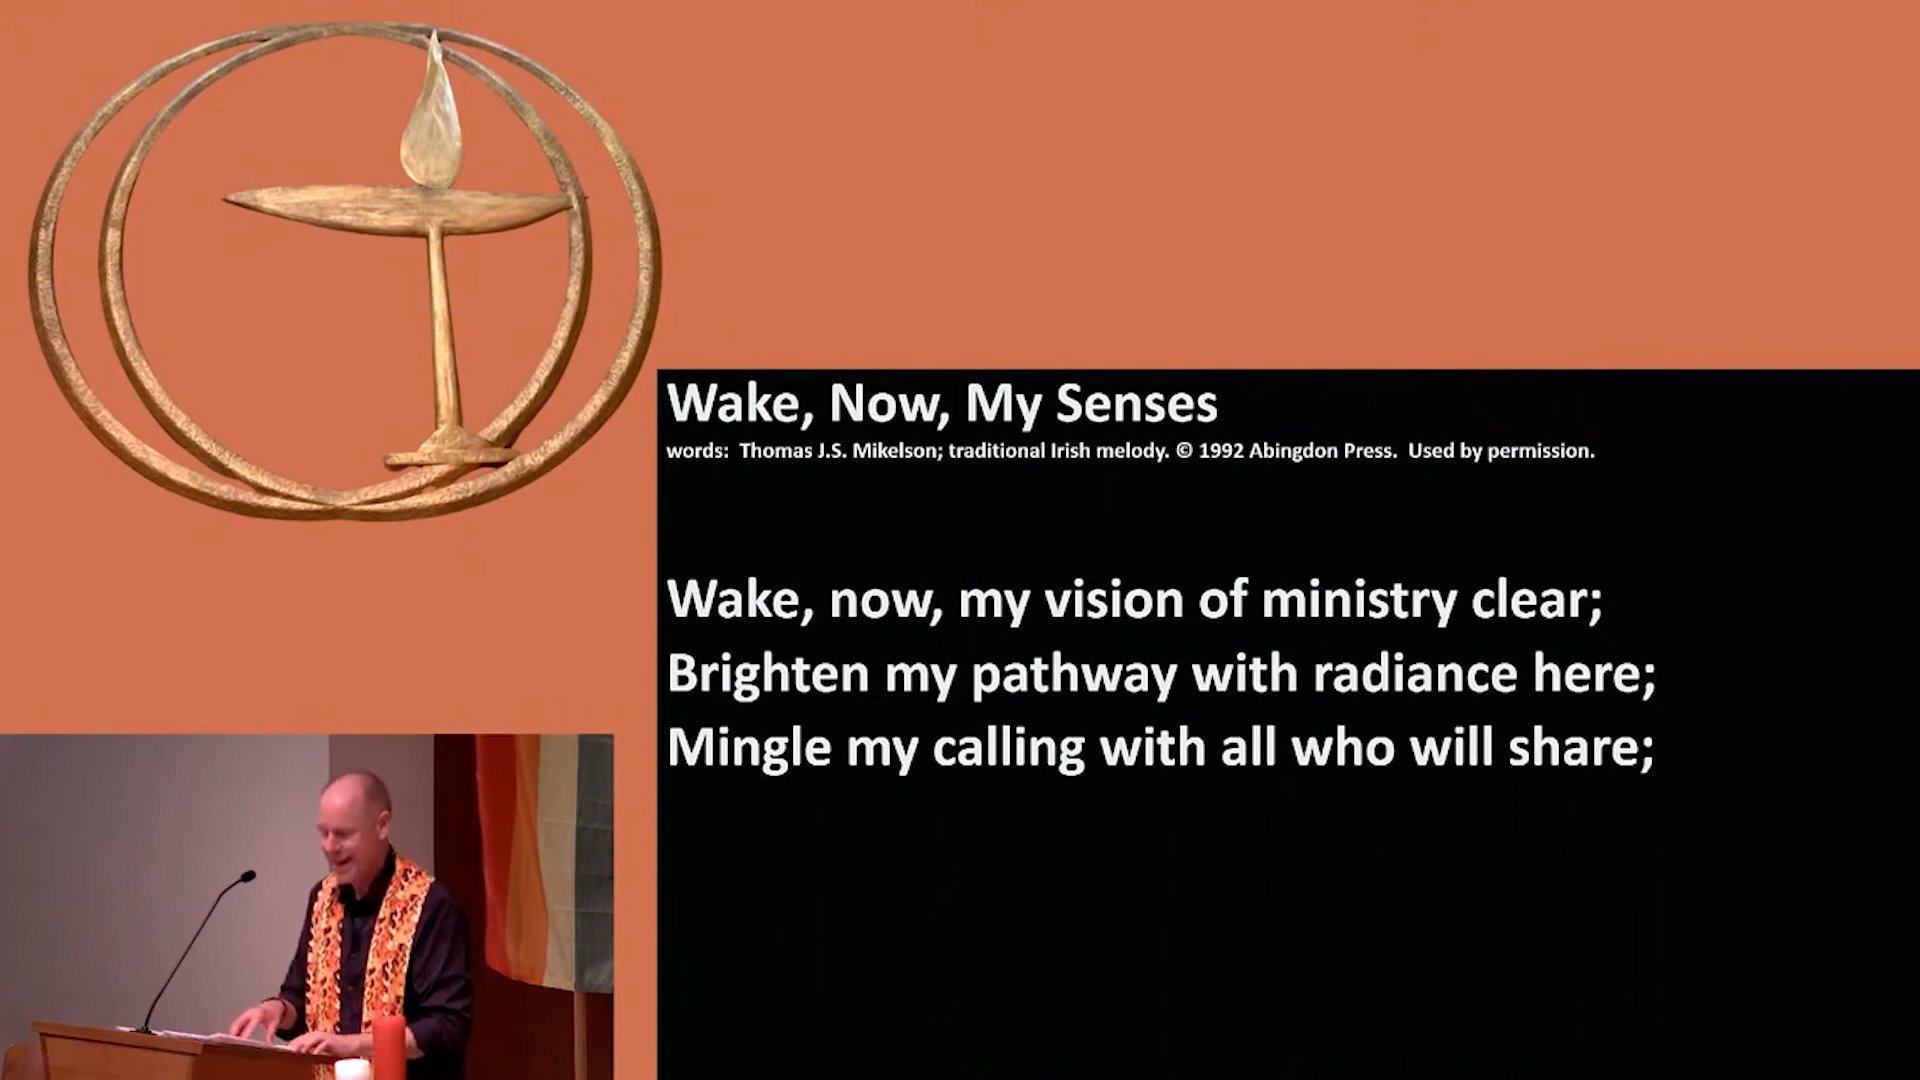 Wake, Now, My Senses
words:  Thomas J.S. Mikelson; traditional Irish melody. © 1992 Abingdon Press.  Used by permission.
Wake, now, my vision of ministry clear;
Brighten my pathway with radiance here;
Mingle my calling with all who will share;